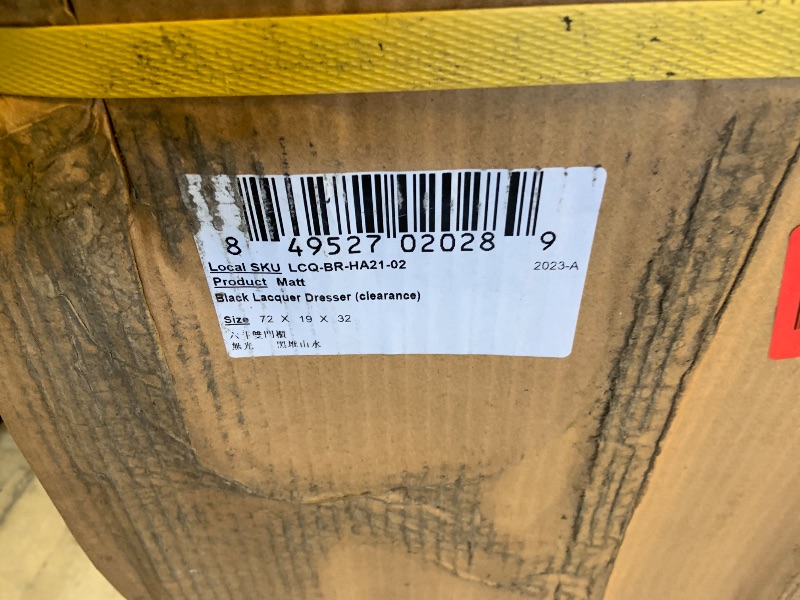 8 49527 02028 9
Local SKU LCQ-BR-HA21-02 2023-A
Product Matt
Black Lacquer Dresser (clearance)
Size 72 X 19 X 32
六斗雙門櫃
無光 黑堆山水